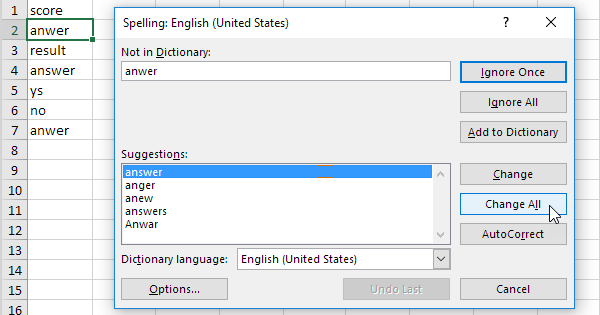 1 score
2 anwer
3 result
4 answer
5 ys
6 no
7 anwer
8
9
10
11
12
13
14
15
16
Spelling: English (United States)
Not in Dictionary:
anwer
Ignore Once
Ignore All
Add to Dictionary
Suggestions:
answer
anger
anew
answers
Anwar
Change
Change All
AutoCorrect
Dictionary language: English (United States)
Options... Undo Last Cancel